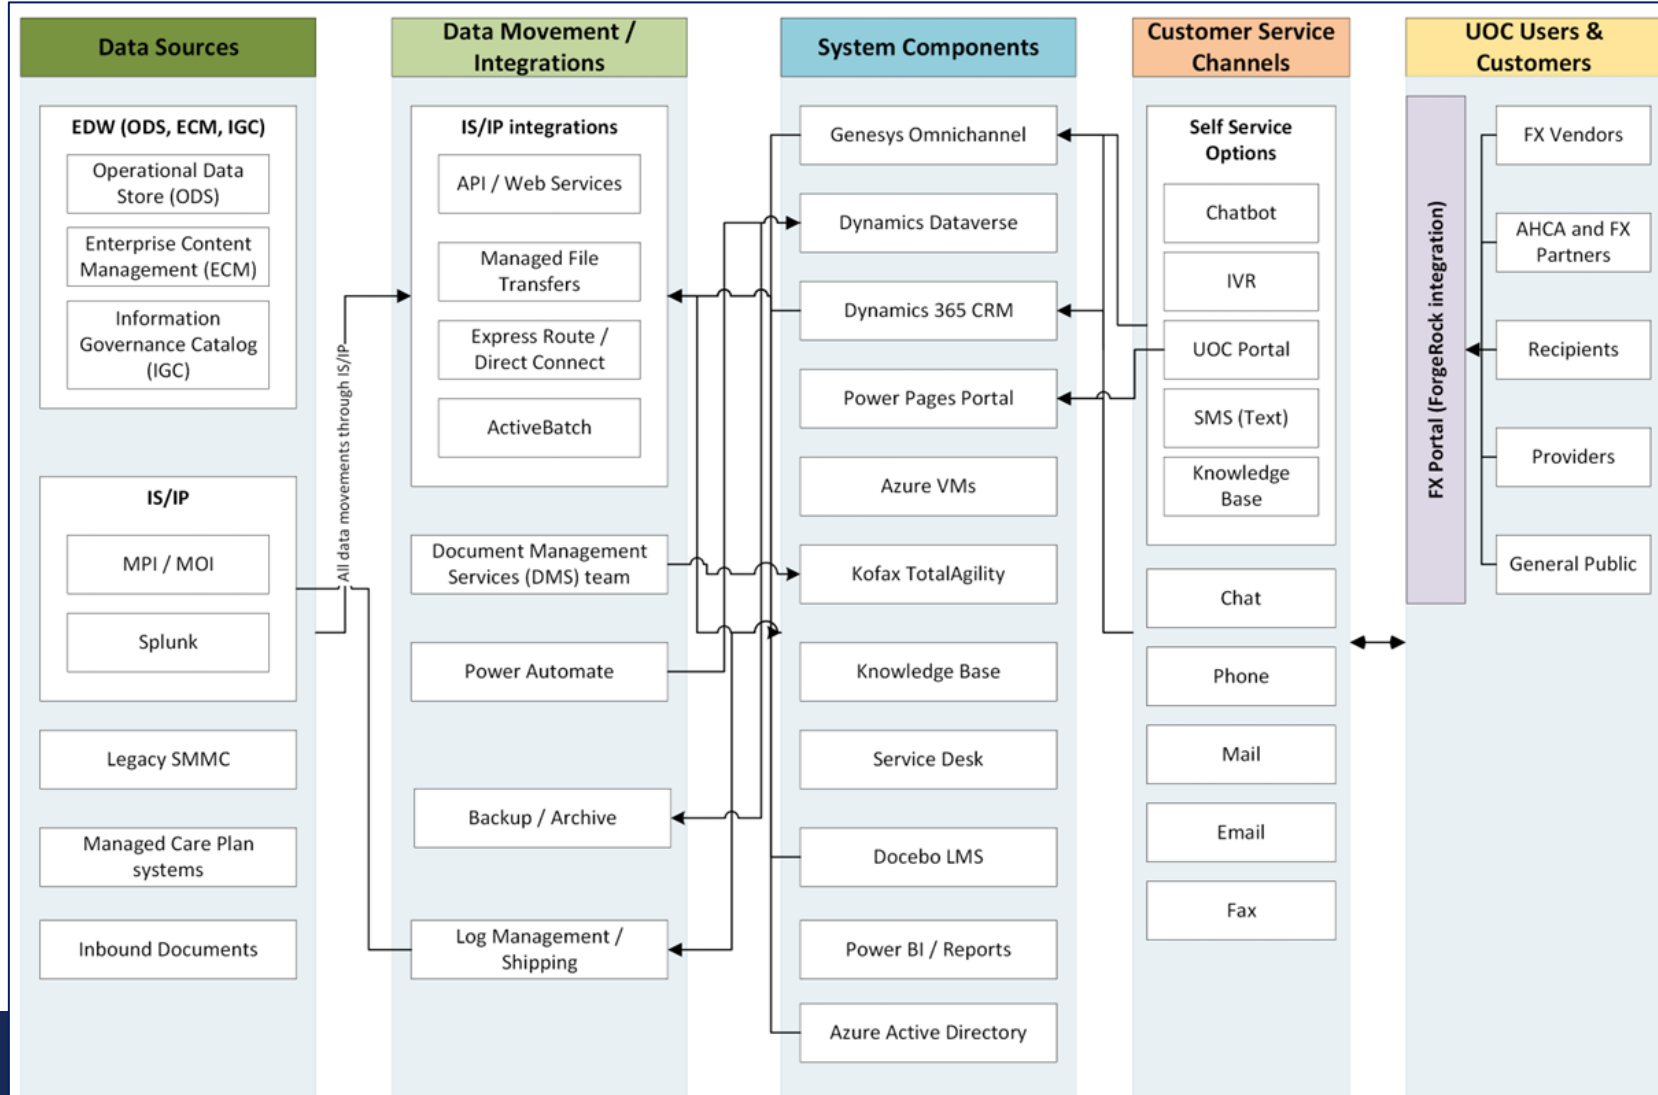 Data Sources
EDW (ODS, ECM, IGC)
Operational Data
Store (ODS)
Enterprise Content
Management (ECM)
Information
Governance Catalog
(IGC)
IS/IP
MPI / MOI
Splunk
Legacy SMMC
Managed Care Plan
systems
Inbound Documents
All data movements through IS/IP
Data Movement /
Integrations
IS/IP integrations
API / Web Services
Managed File
Transfers
Express Route /
Direct Connect
ActiveBatch
Document Management
Services (DMS) team
Power Automate
Backup / Archive
Log Management /
Shipping
System Components
Genesys Omnichannel
Dynamics Dataverse
Dynamics 365 CRM
Power Pages Portal
Azure VMs
Kofax TotalAgility
Knowledge Base
Service Desk
Docebo LMS
Power BI / Reports
Azure Active Directory
Customer Service
Channels
Self Service
Options
Chatbot
IVR
UOC Portal
SMS (Text)
Knowledge
Base
Chat
Phone
Mail
Email
Fax
UOC Users &
Customers
FX Portal (ForgeRock integration)
FX Vendors
AHCA and FX
Partners
Recipients
Providers
General Public